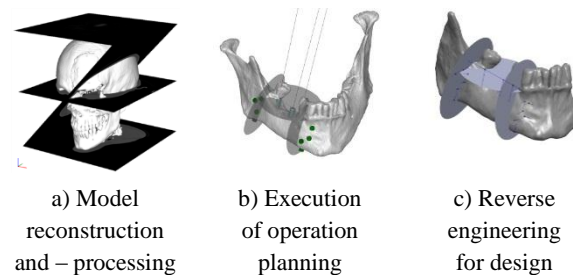 a) Model
reconstruction
and – processing
b) Execution
of operation
planning
c) Reverse
engineering
for design